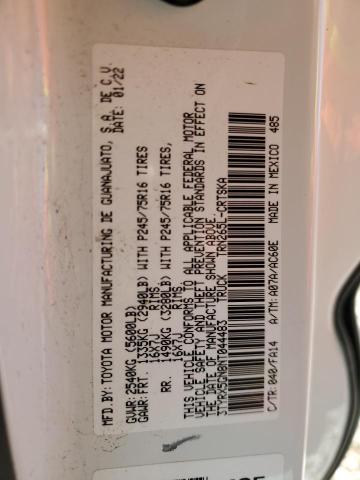 MFD. BY: TOYOTA MOTOR MANUFACTURING DE GUANAJUATO, S.A. DE C.V.
DATE: 01/22
GVWR: 2540KG (5600LB)
GAWR: FRT. 1335KG (2940LB) WITH P245/75R16 TIRES
16X7J RIMS,
RR. 1490KG (3280LB) WITH P245/75R16 TIRES,
16X7J RIMS.
THIS VEHICLE CONFORMS TO ALL APPLICABLE FEDERAL MOTOR
VEHICLE SAFETY AND THEFT PREVENTION STANDARDS IN EFFECT ON
THE DATE OF MANUFACTURE SHOWN ABOVE.
3TYRX5GN0NT044483 TRUCK TRN265L-CRTSKA
C/TR: 040/FA14 A/TM: A07A/AC60E MADE IN MEXICO 485